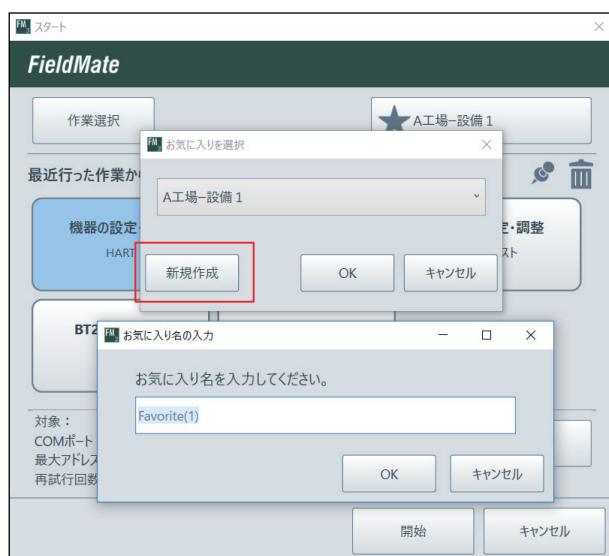 スタート
FieldMate
作業選択
A工場−設備 1
お気に入りを選択
最近行った作業か
A工場−設備 1
機器の設定・
定・調整
HART
スト
新規作成
OK
キャンセル
BT2
お気に入り名の入力
お気に入り名を入力してください。
Favorite(1)
対象：
COMポート
最大アドレス
再試行回数
OK
キャンセル
開始
キャンセル